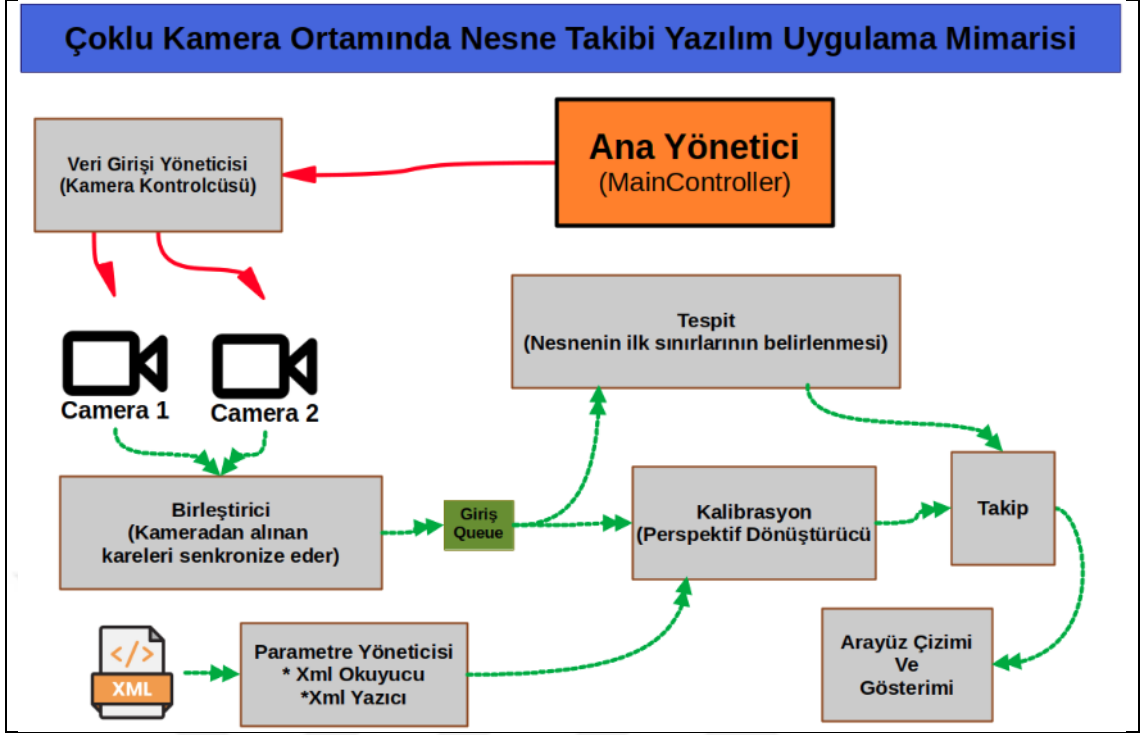 Çoklu Kamera Ortamında Nesne Takibi Yazılım Uygulama Mimarisi
Ana Yönetici
(MainController)
Veri Girişi Yöneticisi
(Kamera Kontrolcüsü)
Camera 1
Camera 2
Tespit
(Nesnenin ilk sınırlarının belirlenmesi)
Birleştirici
(Kameradan alınan
kareleri senkronize eder)
Giriş
Queue
Kalibrasyon
(Perspektif Dönüştürücü
Takip
</>
XML
Parametre Yöneticisi
* Xml Okuyucu
*Xml Yazıcı
Arayüz Çizimi
Ve
Gösterimi